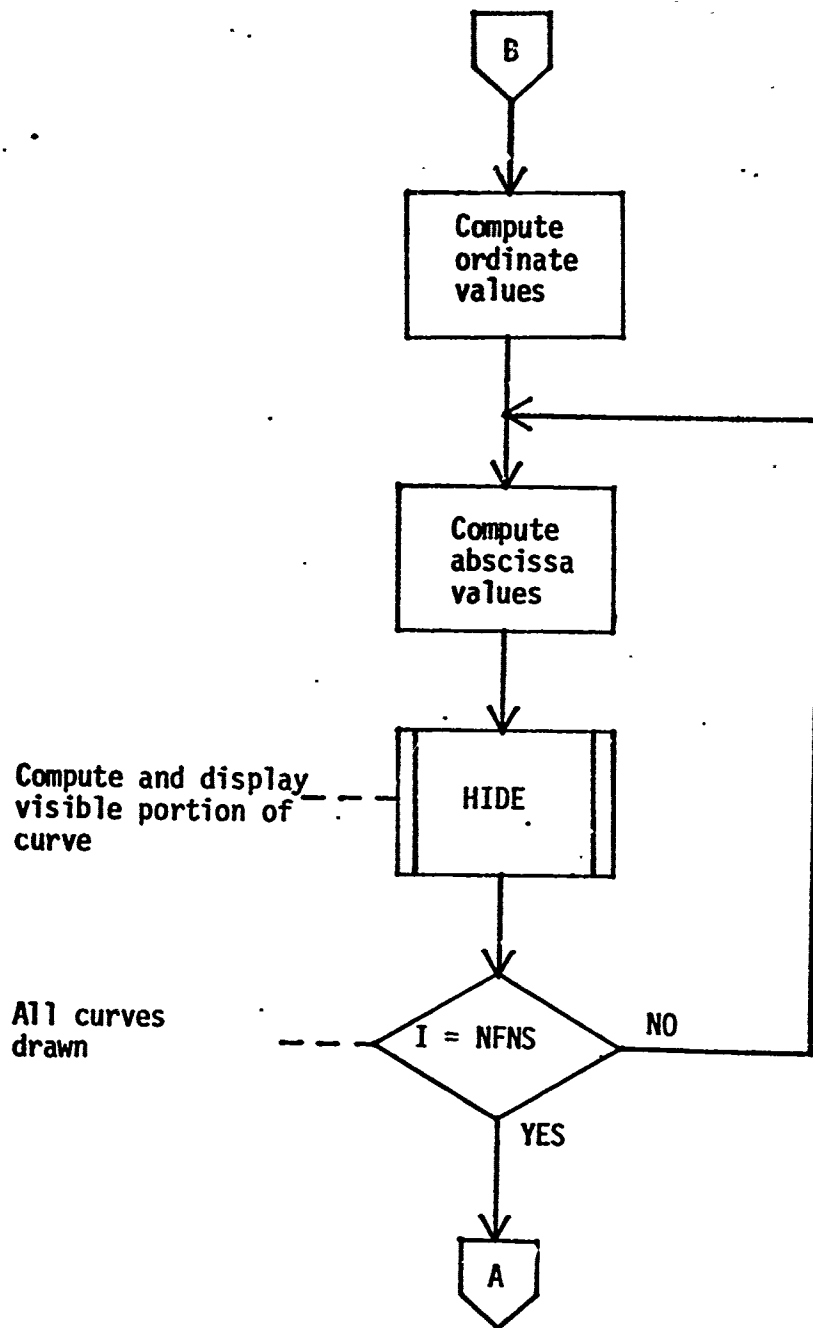 B
Compute
ordinate
values
Compute
abscissa
values
Compute and display
visible portion of
curve
HIDE
All curves
drawn
I = NFNS
NO
YES
A